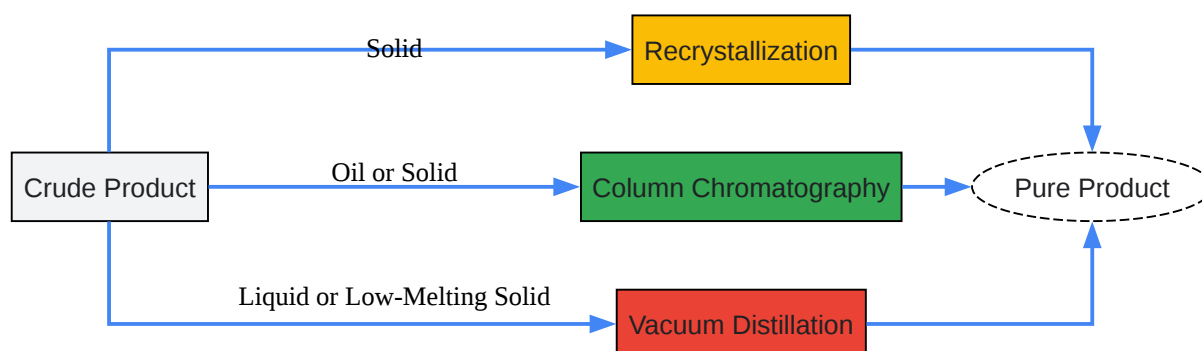 Solid
Recrystallization
Crude Product
Oil or Solid
Column Chromatography
Pure Product
Liquid or Low-Melting Solid
Vacuum Distillation